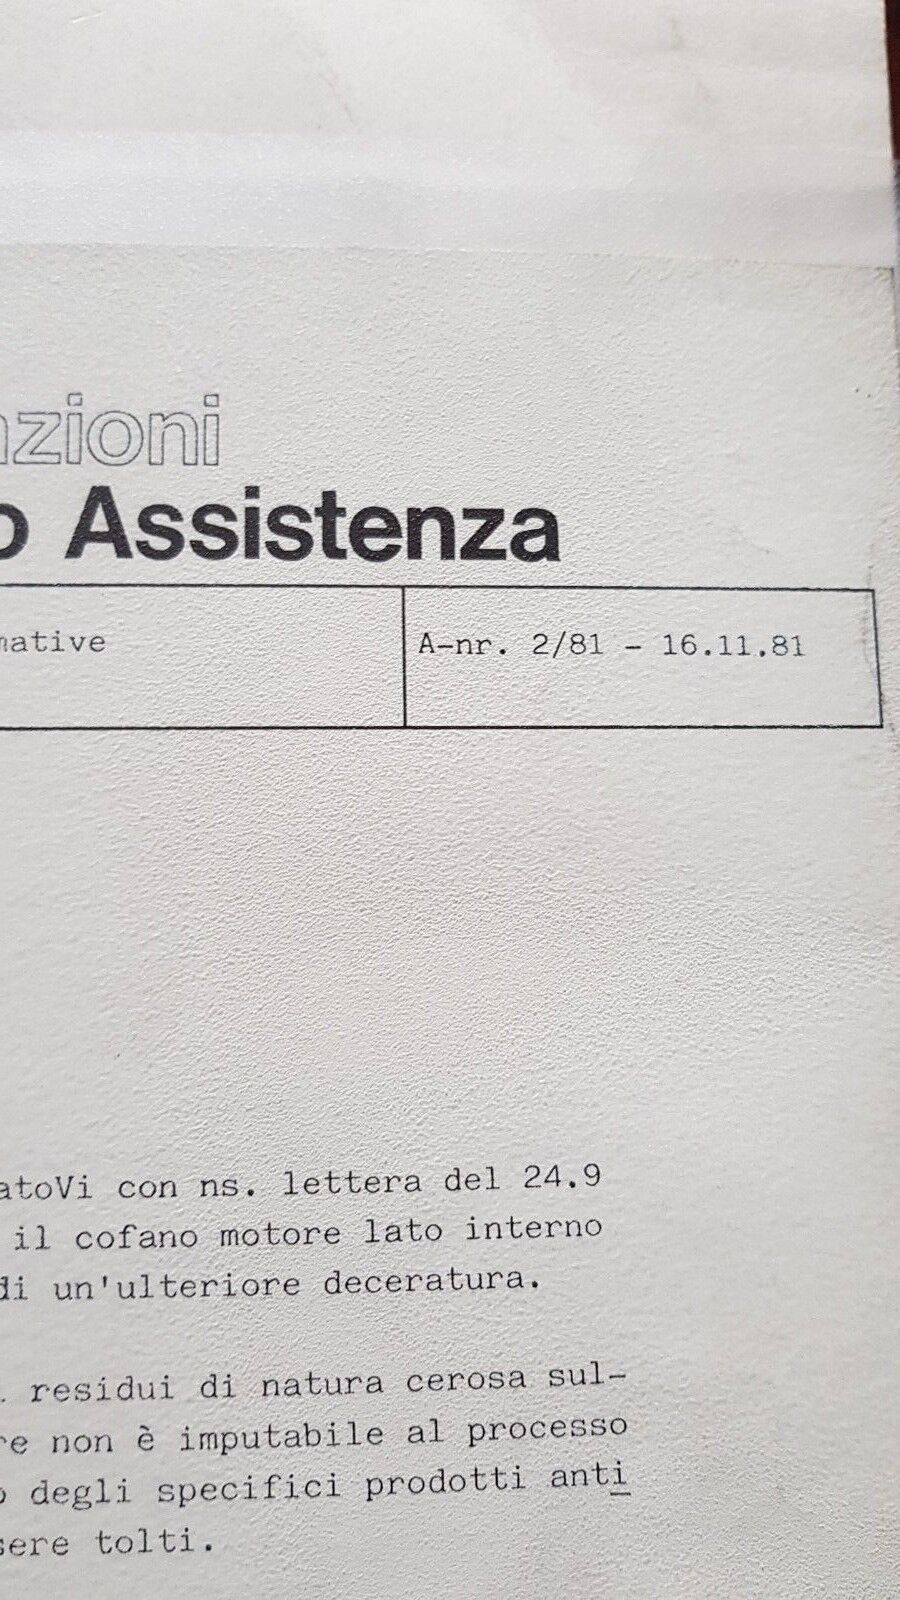 azioni
o Assistenza
mative
A-nr. 2/81 - 16.11.81
atoVi con ns. lettera del 24.9
il cofano motore lato interno
di un'ulteriore deceratura.
residui di natura cerosa sul-
re non è imputabile al processo
o degli specifici prodotti anti
sere tolti.